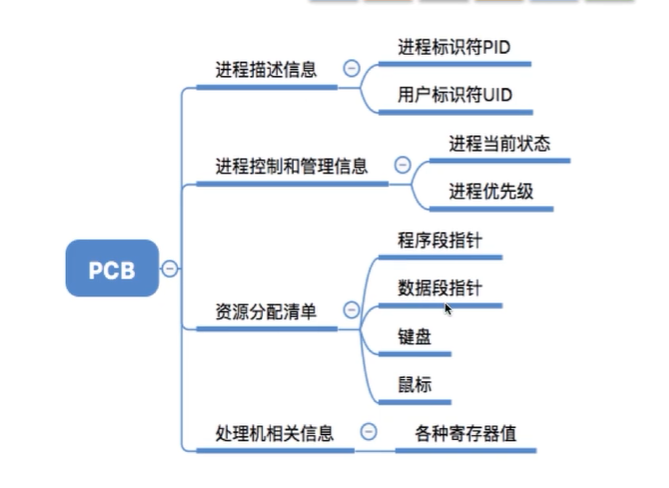 进程标识符PID
进程描述信息
用户标识符UID
进程当前状态
进程控制和管理信息
进程优先级
程序段指针
PCB
数据段指针
资源分配清单
键盘
鼠标
处理机相关信息
各种寄存器值